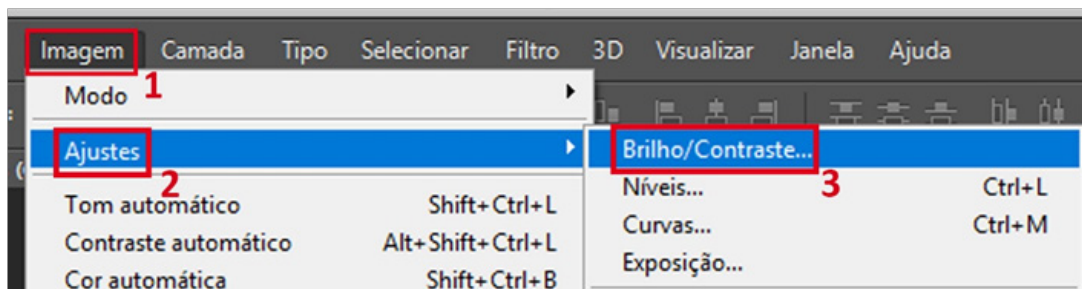 Imagem Camada Tipo Selecionar Filtro 3D Visualizar Janela Ajuda
1
Modo
Ajustes
2
Brilho/Contraste...
3
Tom automático Shift+Ctrl+L
Contraste automático Alt+Shift+Ctrl+L
Cor automática Shift+Ctrl+B
Níveis... Ctrl+L
Curvas... Ctrl+M
Exposição...